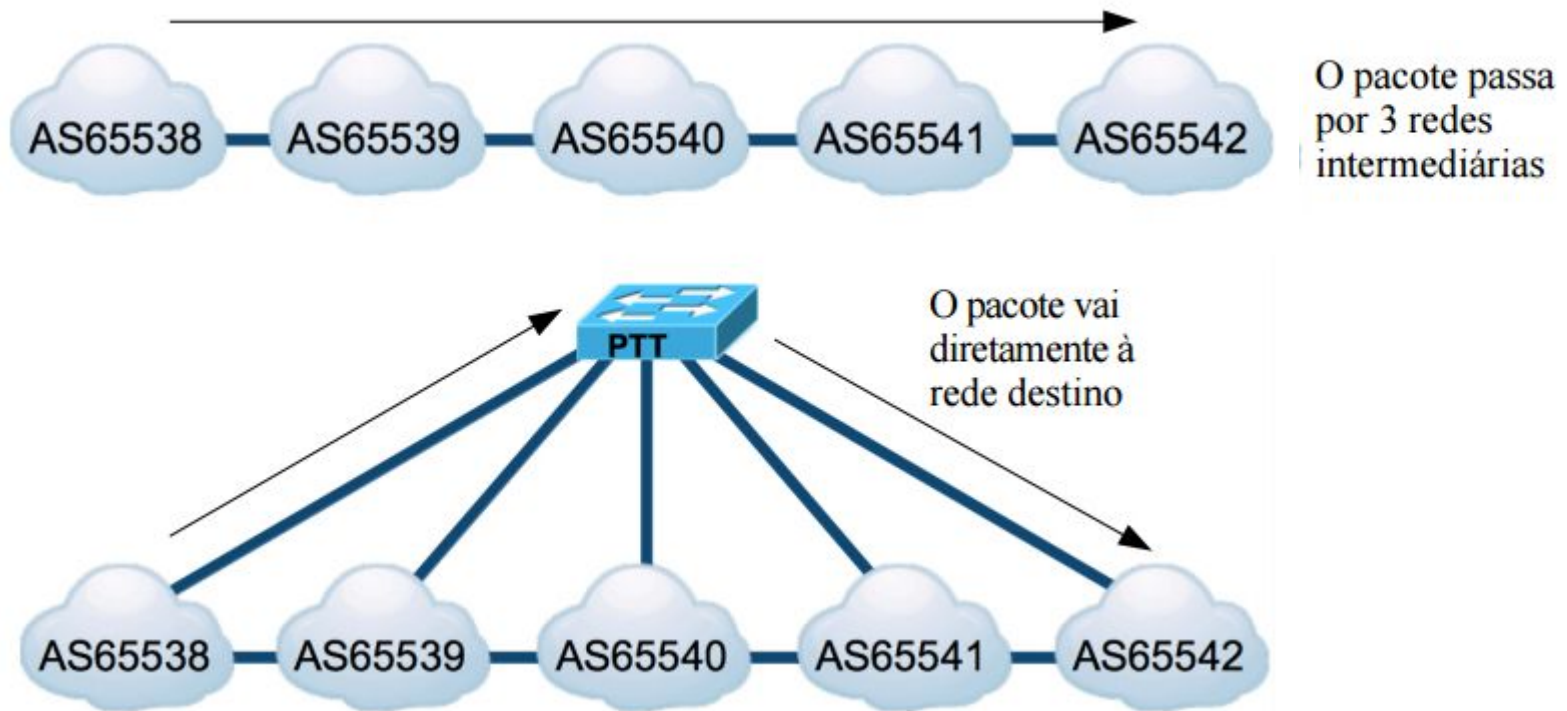 AS65538 AS65539 AS65540 AS65541 AS65542
O pacote passa
por 3 redes
intermediárias
PTT
O pacote vai
diretamente à
rede destino
AS65538 AS65539 AS65540 AS65541 AS65542